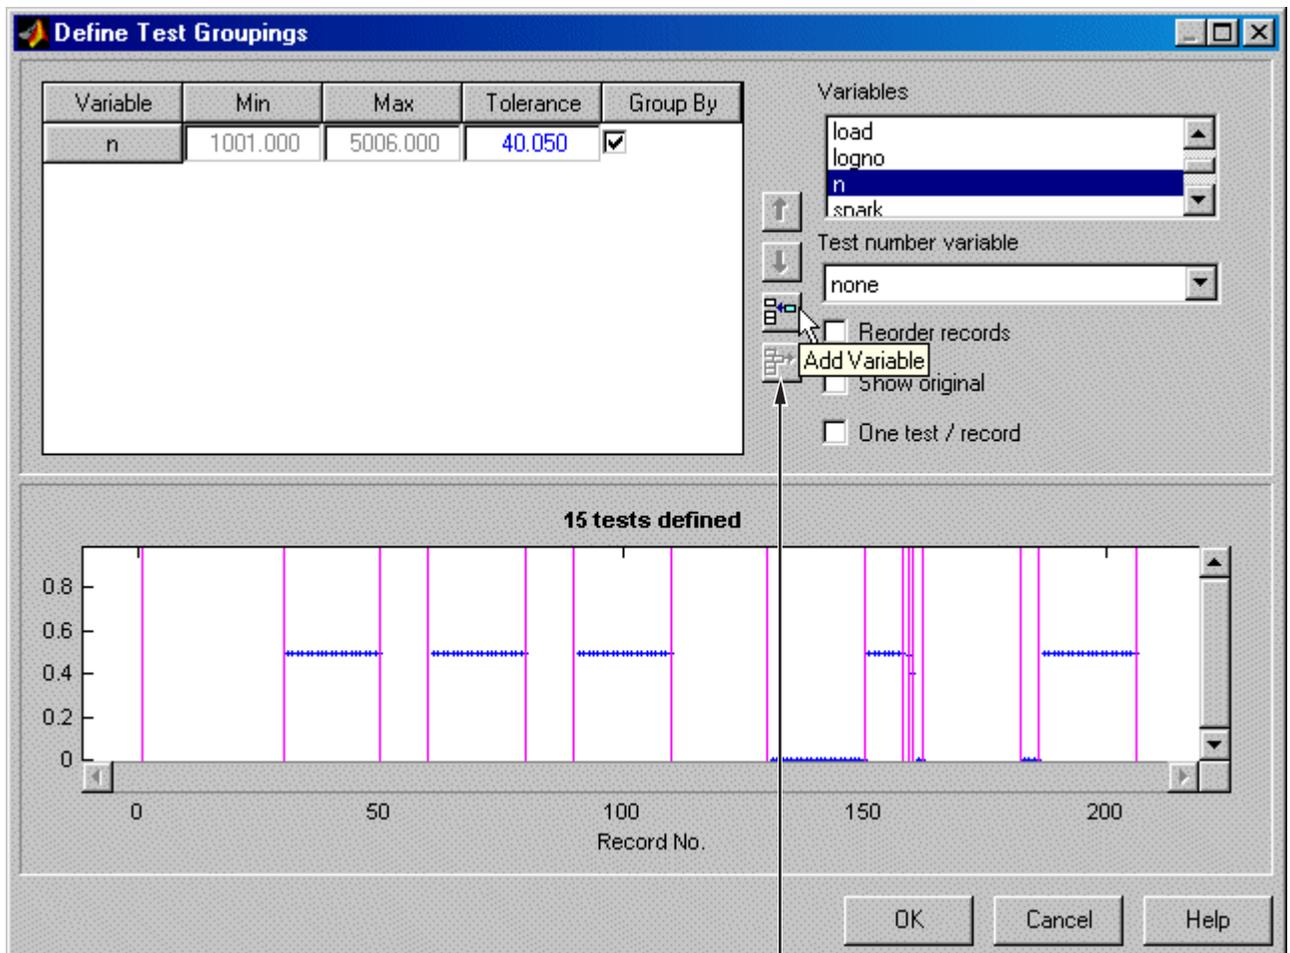 Define Test Groupings
Variable Min Max Tolerance Group By
n 1001.000 5006.000 40.050
Variables
load
logno
n
spark
Test number variable
none
Reorder records
Add Variable
Show original
One test / record
15 tests defined
0.8
0.6
0.4
0.2
0
0 50 100 150 200
Record No.
OK Cancel Help